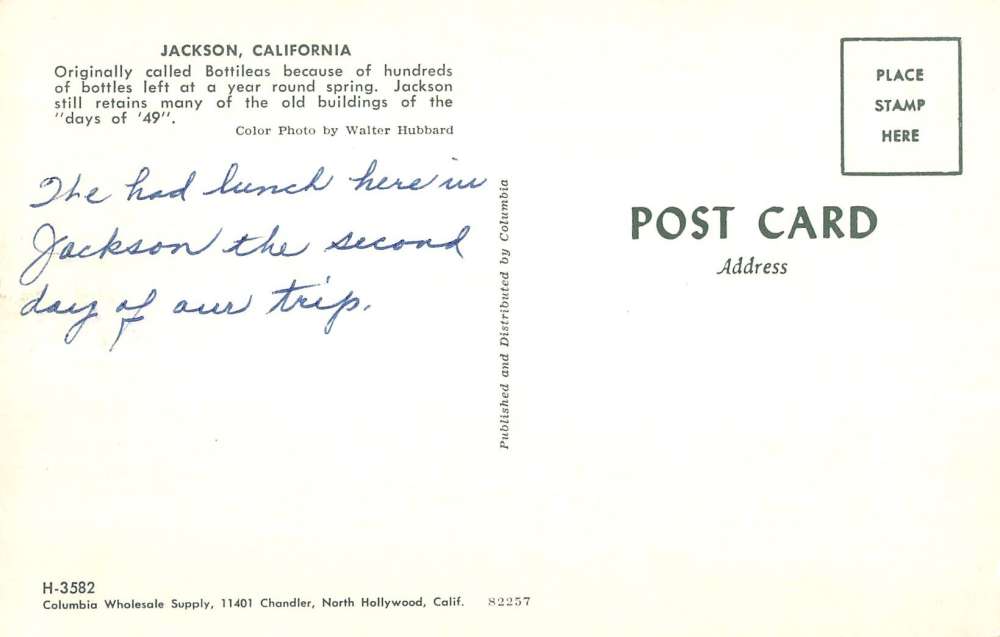 JACKSON, CALIFORNIA
Originally called Bottileas because of hundreds
of bottles left at a year round spring. Jackson
still retains many of the old buildings of the
"days of '49".
Color Photo by Walter Hubbard
The had lunch here in
Jackson the second
day of our trip.
Published and Distributed by Columbia
PLACE
STAMP
HERE
POST CARD
Address
H-3582
Columbia Wholesale Supply, 11401 Chandler, North Hollywood, Calif. 82257